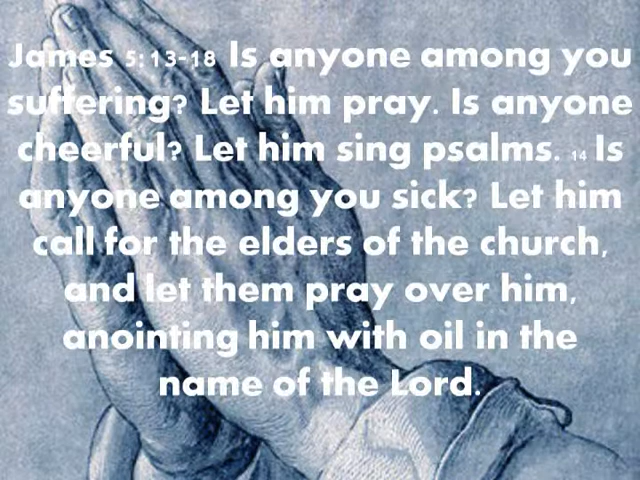 James 5:13-18 Is anyone among you
suffering? Let him pray. Is anyone
cheerful? Let him sing psalms. 14 Is
anyone among you sick? Let him
call for the elders of the church,
and let them pray over him,
anointing him with oil in the
name of the Lord.